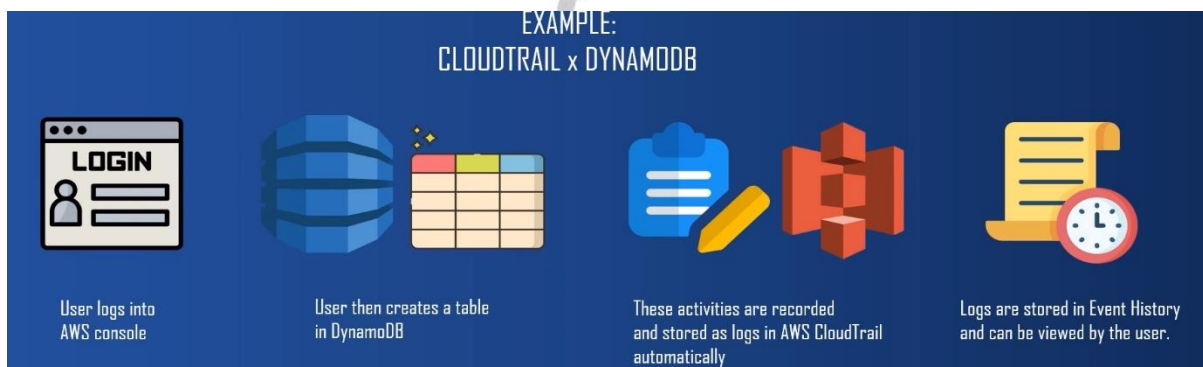 EXAMPLE:
CLOUDTRAIL x DYNAMODB
LOGIN
User logs into
AWS console
User then creates a table
in DynamoDB
These activities are recorded
and stored as logs in AWS CloudTrail
automatically
Logs are stored in Event History
and can be viewed by the user.